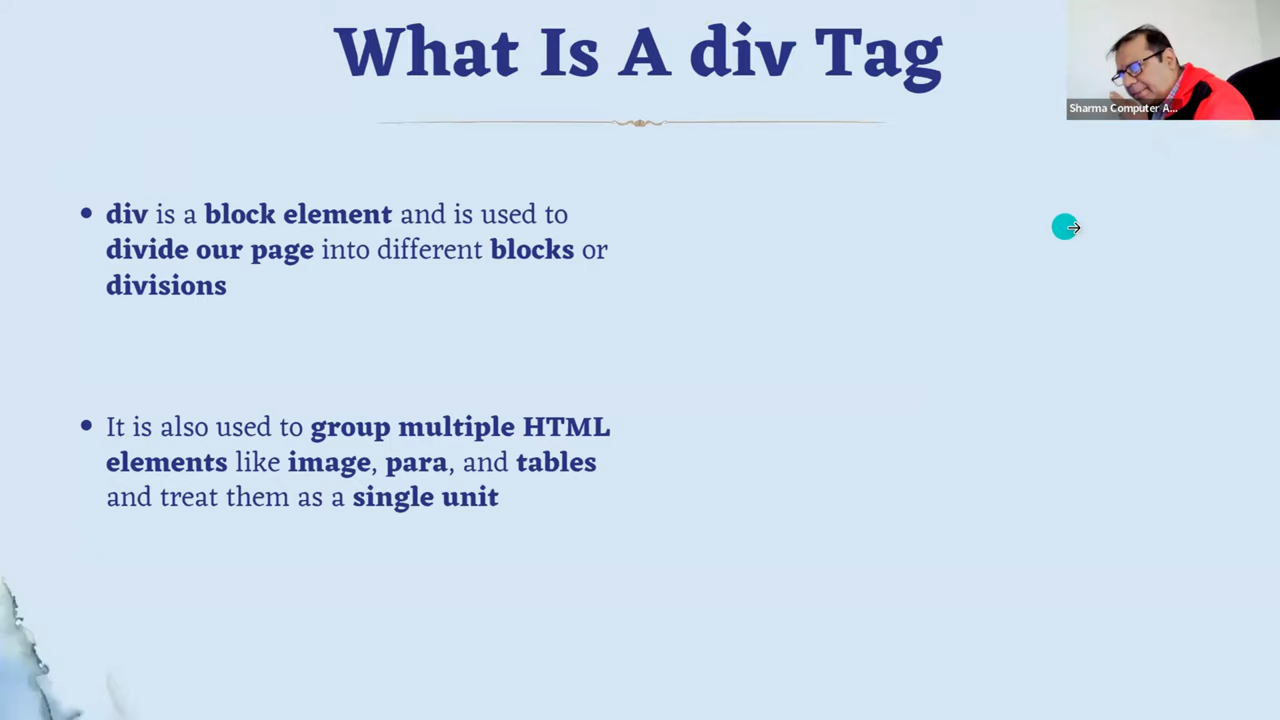 What Is A div Tag
Sharma Computer A...
• div is a block element and is used to
divide our page into different blocks or
divisions
• It is also used to group multiple HTML
elements like image, para, and tables
and treat them as a single unit